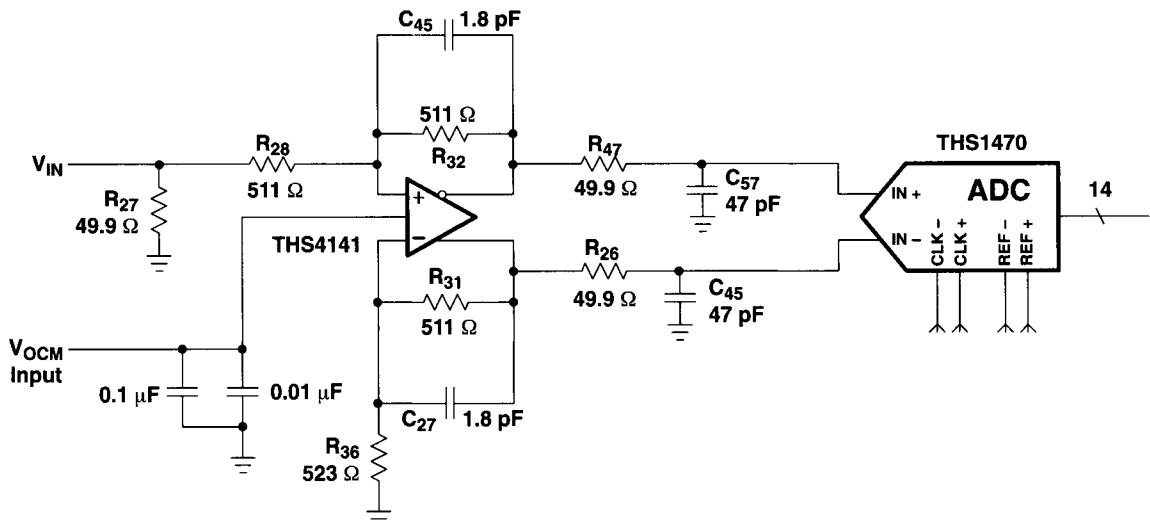 C45 1.8 pF
511 Ω
R32
R28
511 Ω
VIN
R27
49.9 Ω
+
−
THS4141
R47
49.9 Ω
C57
47 pF
THS1470
ADC
IN +
IN −
CLK −
CLK +
REF −
REF +
14
R31
511 Ω
R26
49.9 Ω
C45
47 pF
VOCM
Input
0.1 μF
0.01 μF
C27 1.8 pF
R36
523 Ω